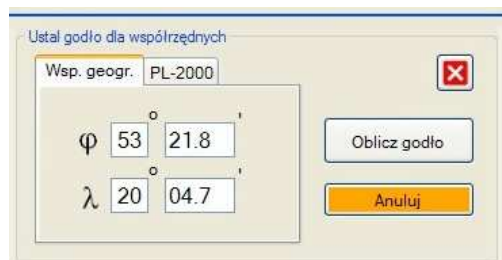 Ustal godło dla współrzędnych
Wsp. geogr. PL-2000
φ 53 ° 21.8 '
Oblicz godło
λ 20 ° 04.7 '
Anuluj